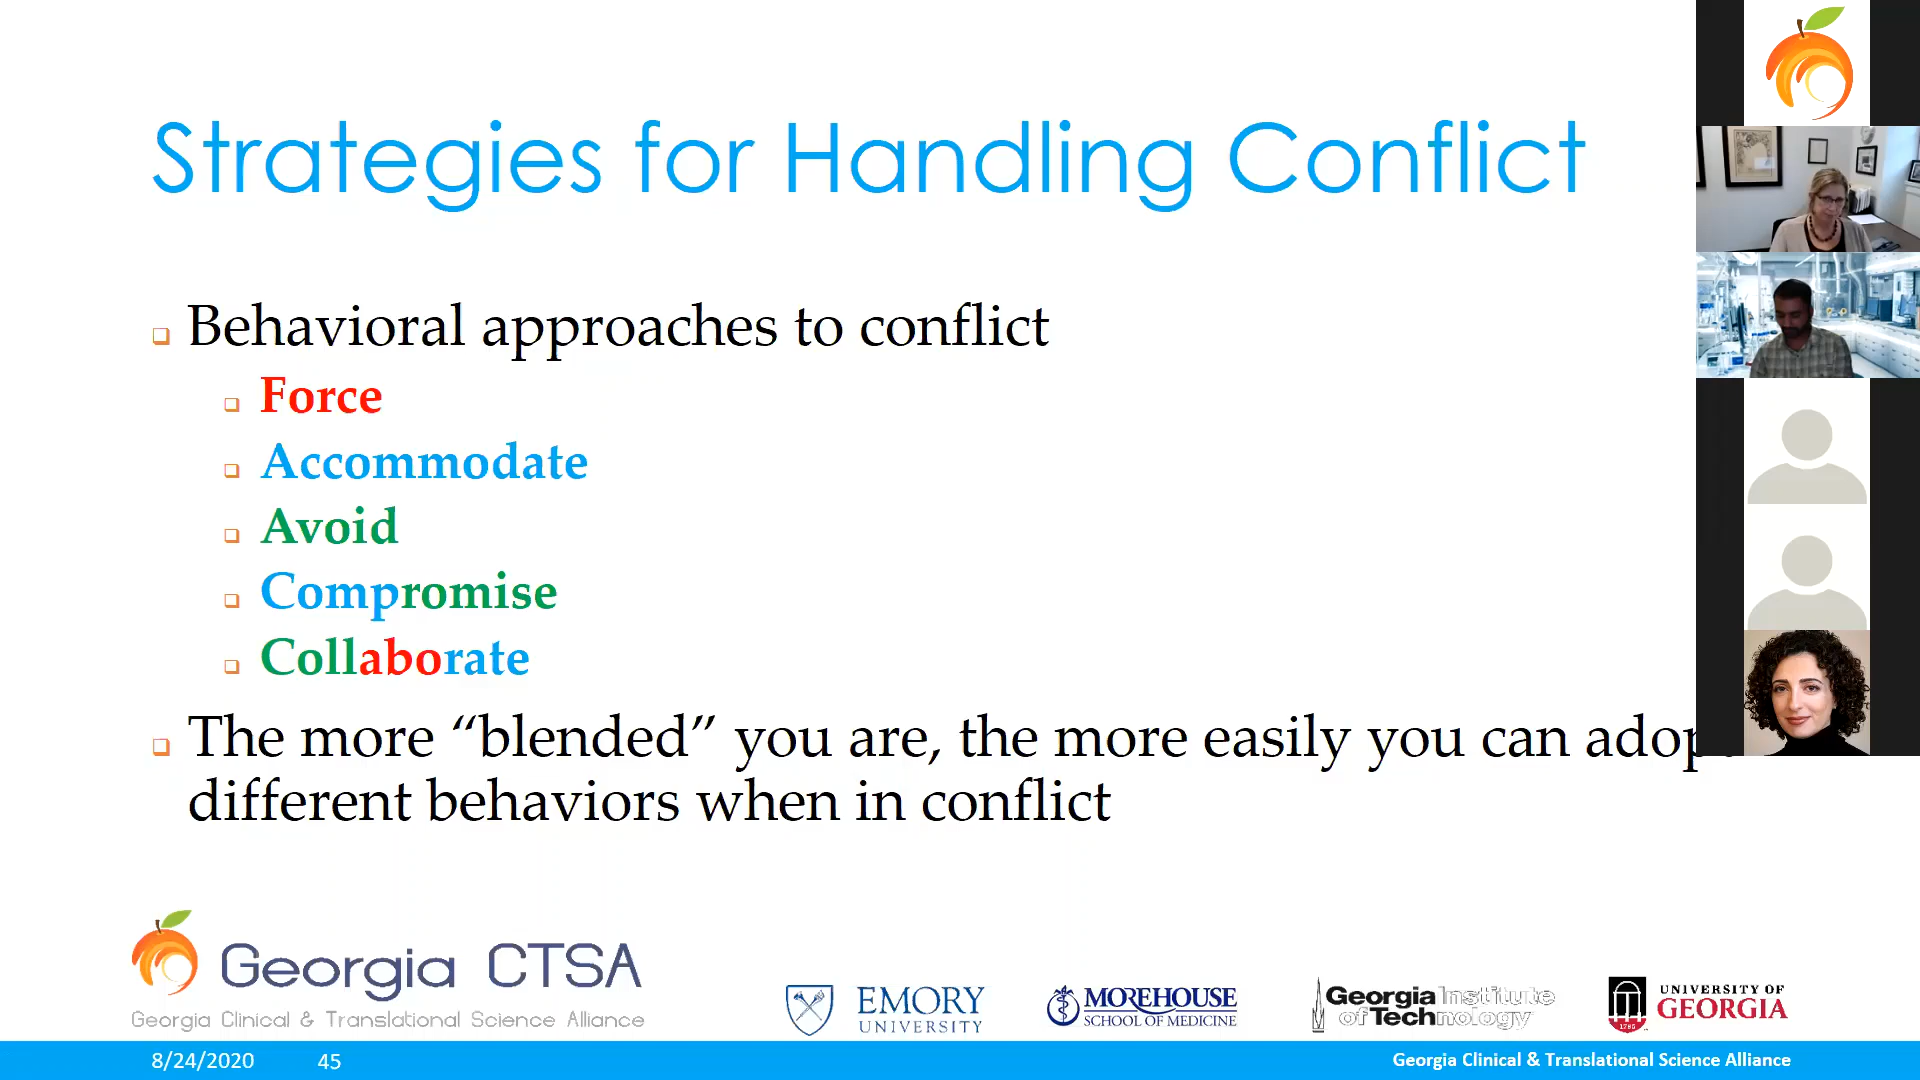 Strategies for Handling Conflict
❑ Behavioral approaches to conflict
❑ Force
❑ Accommodate
❑ Avoid
❑ Compromise
❑ Collaborate
❑ The more “blended” you are, the more easily you can
different behaviors when in conflict
Georgia CTSA
Georgia Clinical & Translational Science Alliance
EMORY
UNIVERSITY
MOREHOUSE
SCHOOL OF MEDICINE
Georgia Institute
of Technology
UNIVERSITY OF
GEORGIA
1785
8/24/2020
45
Georgia Clinical & Translational Science Alliance